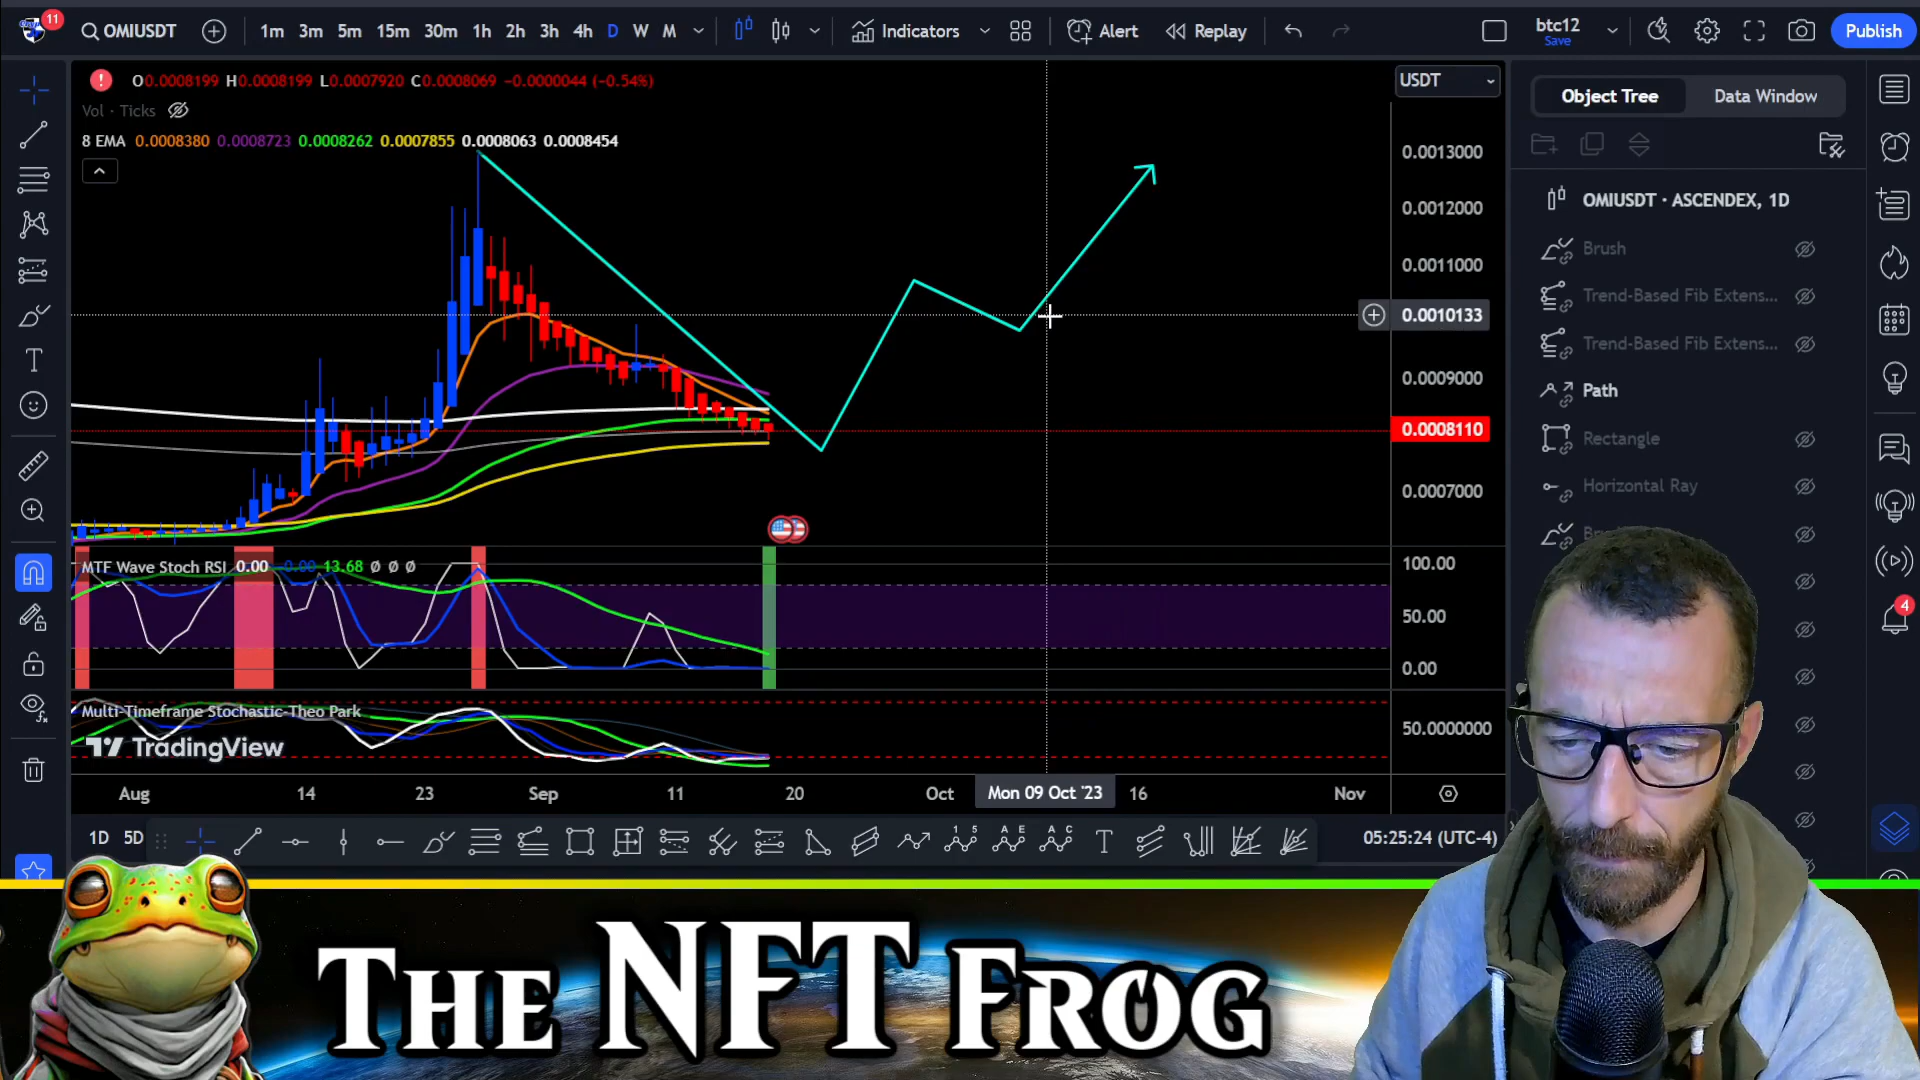 11
OMIUSDT
1m 3m 5m 15m 30m 1h 2h 3h 4h D W M
Indicators
Alert
Replay
btc12
Save
Publish
O0.0008199 H0.0008199 L0.0007920 C0.0008069 −0.0000044 (−0.54%)
Vol · Ticks
8 EMA 0.0008380 0.0008723 0.0008262 0.0007855 0.0008063 0.0008454
USDT
0.0013000
0.0012000
0.0011000
0.0010133
0.0009000
0.0008110
0.0007000
MTF Wave Stoch RSI 0.00 0.00 13.68 Ø Ø Ø
100.00
50.00
0.00
Multi-Timeframe Stochastic-Theo Park
50.0000000
TradingView
Aug 14 23 Sep 11 20 Oct Mon 09 Oct '23 16 Nov
1D 5D
05:25:24 (UTC-4)
Object Tree
Data Window
OMIUSDT · ASCENDEX, 1D
Brush
Trend-Based Fib Extens...
Trend-Based Fib Extens...
Path
Rectangle
Horizontal Ray
4
The NFT Frog